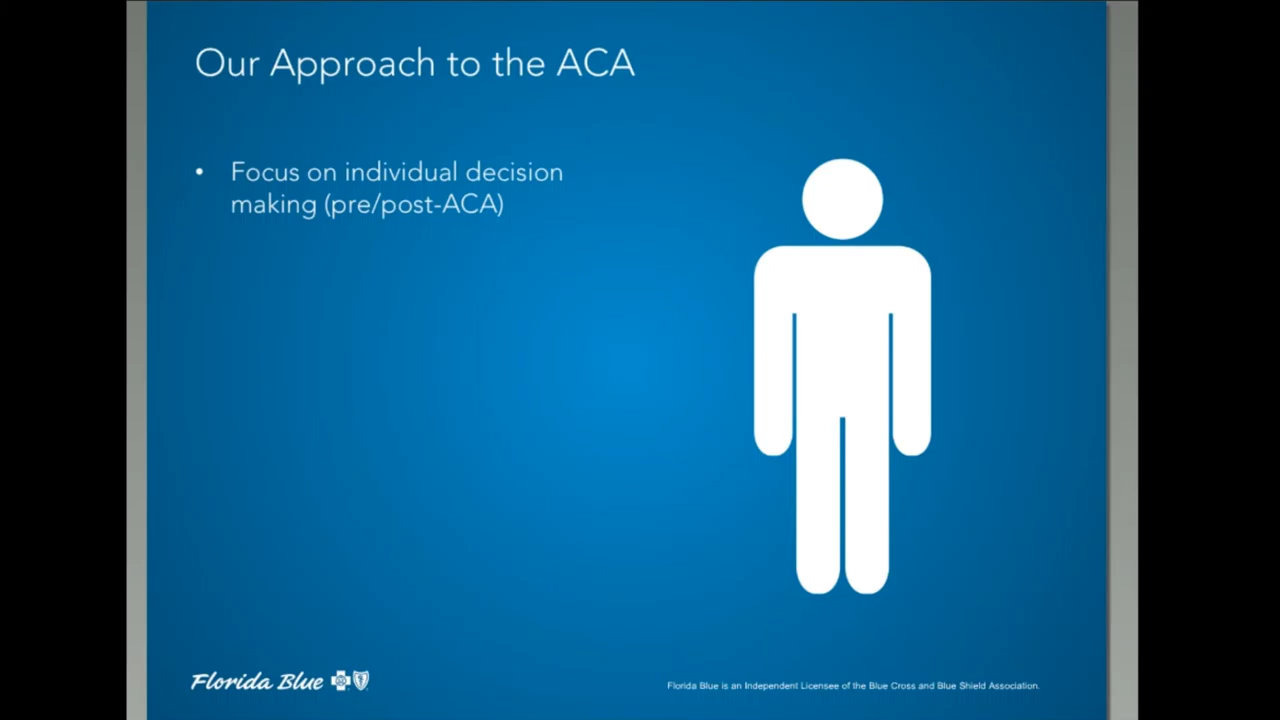 Our Approach to the ACA
• Focus on individual decision
making (pre/post-ACA)
Florida Blue
Florida Blue is an Independent Licensee of the Blue Cross and Blue Shield Association.